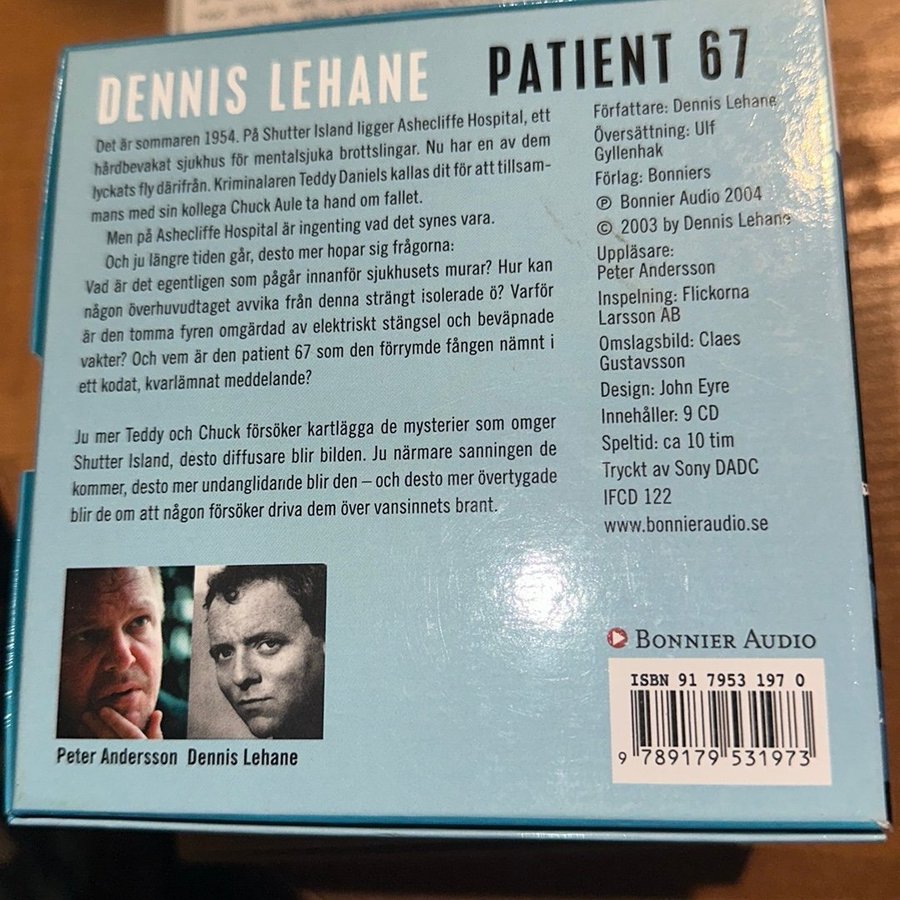 DENNIS LEHANE
PATIENT 67
Det är sommaren 1954. På Shutter Island ligger Ashecliffe Hospital, ett
hårdbevakat sjukhus för mentalsjuka brottslingar. Nu har en av dem
lyckats fly därifrån. Kriminalaren Teddy Daniels kallas dit för att tillsam-
mans med sin kollega Chuck Aule ta hand om fallet.
Men på Ashecliffe Hospital är ingenting vad det synes vara.
Och ju längre tiden går, desto mer hopar sig frågorna:
Vad är det egentligen som pågår innanför sjukhusets murar? Hur kan
någon överhuvudtaget avvika från denna strängt isolerade ö? Varför
är den tomma fyren omgärdad av elektriskt stängsel och beväpnade
vakter? Och vem är den patient 67 som den förrymde fången nämnt i
ett kodat, kvarlämnat meddelande?
Ju mer Teddy och Chuck försöker kartlägga de mysterier som omger
Shutter Island, desto diffusare blir bilden. Ju närmare sanningen de
kommer, desto mer undanglidande blir den – och desto mer övertygade
blir de om att någon försöker driva dem över vansinnets brant.
Peter Andersson Dennis Lehane
Författare: Dennis Lehane
Översättning: Ulf
Gyllenhak
Förlag: Bonniers
℗ Bonnier Audio 2004
© 2003 by Dennis Lehane
Uppläsare:
Peter Andersson
Inspelning: Flickorna
Larsson AB
Omslagsbild: Claes
Gustavsson
Design: John Eyre
Innehåller: 9 CD
Speltid: ca 10 tim
Tryckt av Sony DADC
IFCD 122
www.bonnieraudio.se
BONNIER AUDIO
ISBN 91 7953 197 0
9 789179 531973